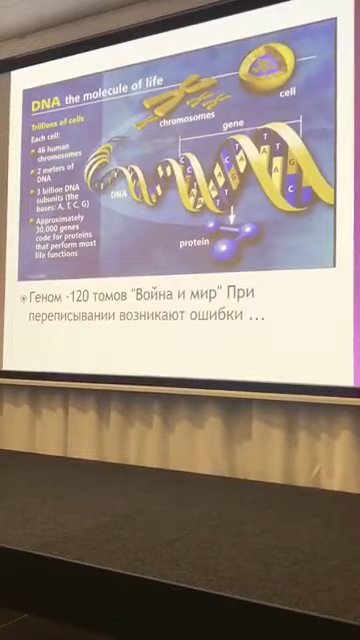 DNA the molecule of life
Trillions of cells
Each cell:
46 human
chromosomes
2 meters of
DNA
3 billion DNA
subunits (the
bases: A, T, C, G)
Approximately
30,000 genes
code for proteins
that perform most
life functions
cell
chromosomes
gene
DNA
protein
Геном -120 томов "Война и мир" При
переписывании возникают ошибки ...